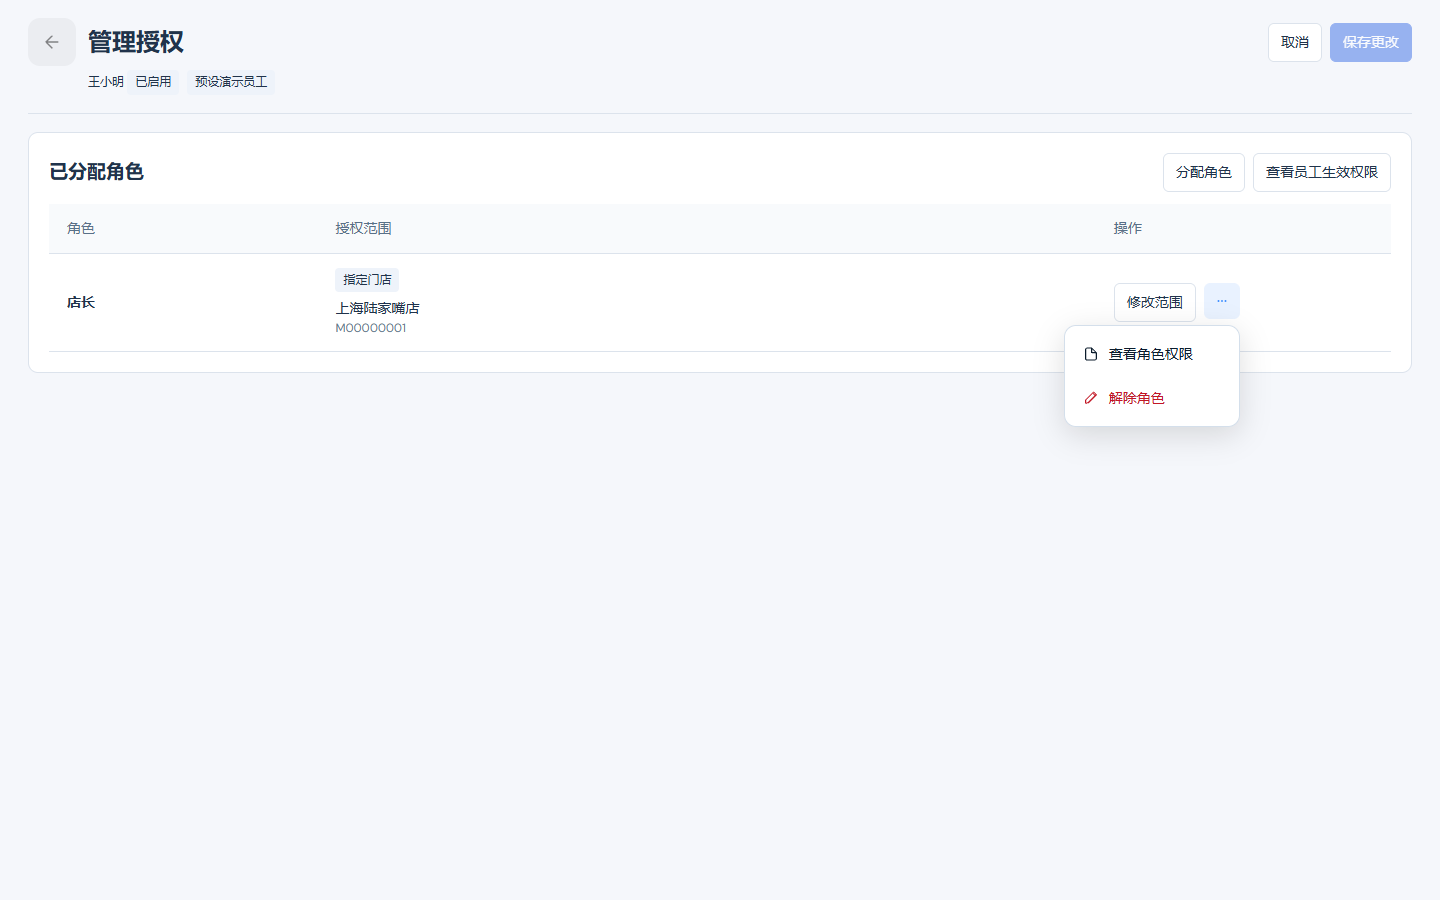 管理授权
取消
保存更改
王小明 已启用 预设演示员工
已分配角色
分配角色
查看员工生效权限
角色 授权范围 操作
店长
指定门店
上海陆家嘴店
M00000001
修改范围
...
查看角色权限
解除角色